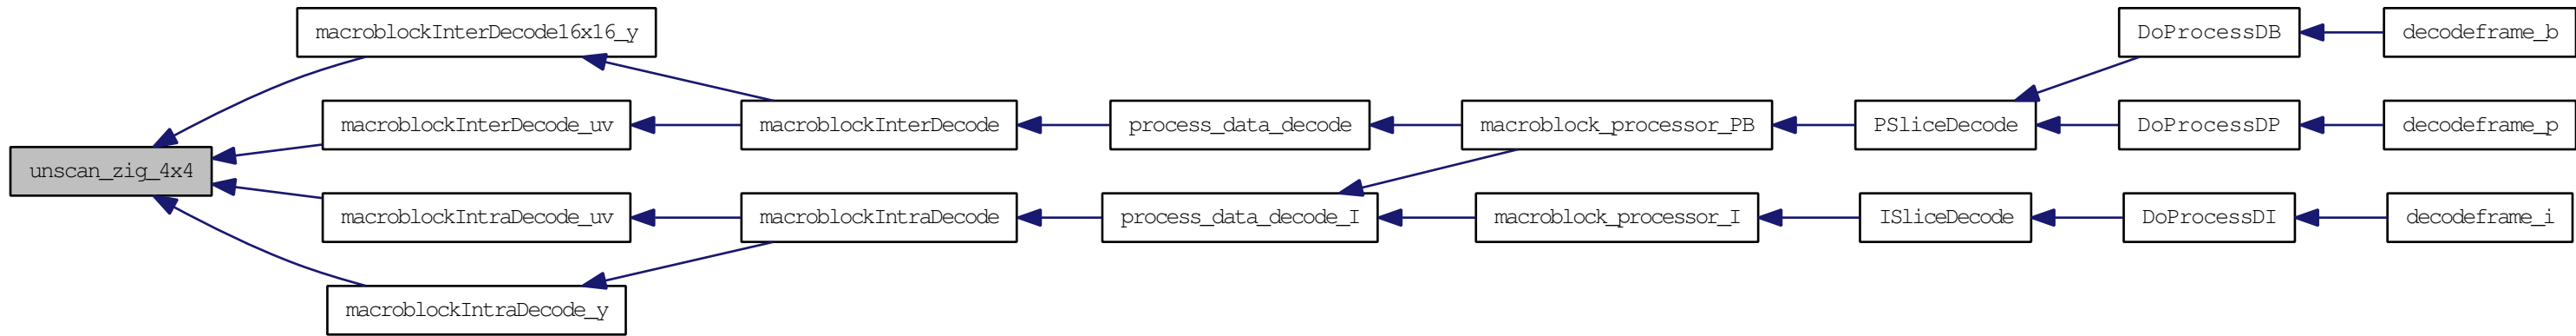 macroblockInterDecode16x16_y
DoProcessDB
decodeframe_b
macroblockInterDecode_uv
macroblockInterDecode
process_data_decode
macroblock_processor_PB
PSliceDecode
DoProcessDP
decodeframe_p
unscan_zig_4x4
macroblockIntraDecode_uv
macroblockIntraDecode
process_data_decode_I
macroblock_processor_I
ISliceDecode
DoProcessDI
decodeframe_i
macroblockIntraDecode_y